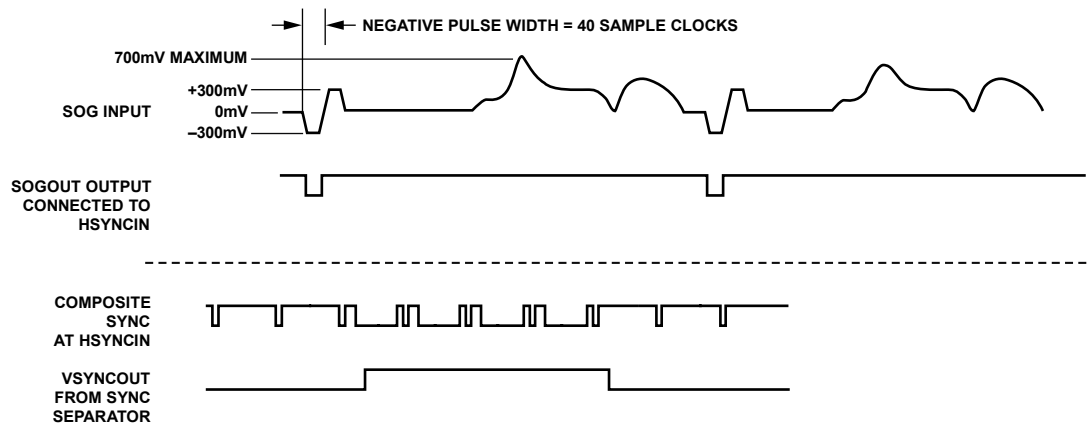 NEGATIVE PULSE WIDTH = 40 SAMPLE CLOCKS
700mV MAXIMUM
+300mV
SOG INPUT
0mV
–300mV
SOGOUT OUTPUT
CONNECTED TO
HSYNCIN
COMPOSITE
SYNC
AT HSYNCIN
VSYNCOUT
FROM SYNC
SEPARATOR